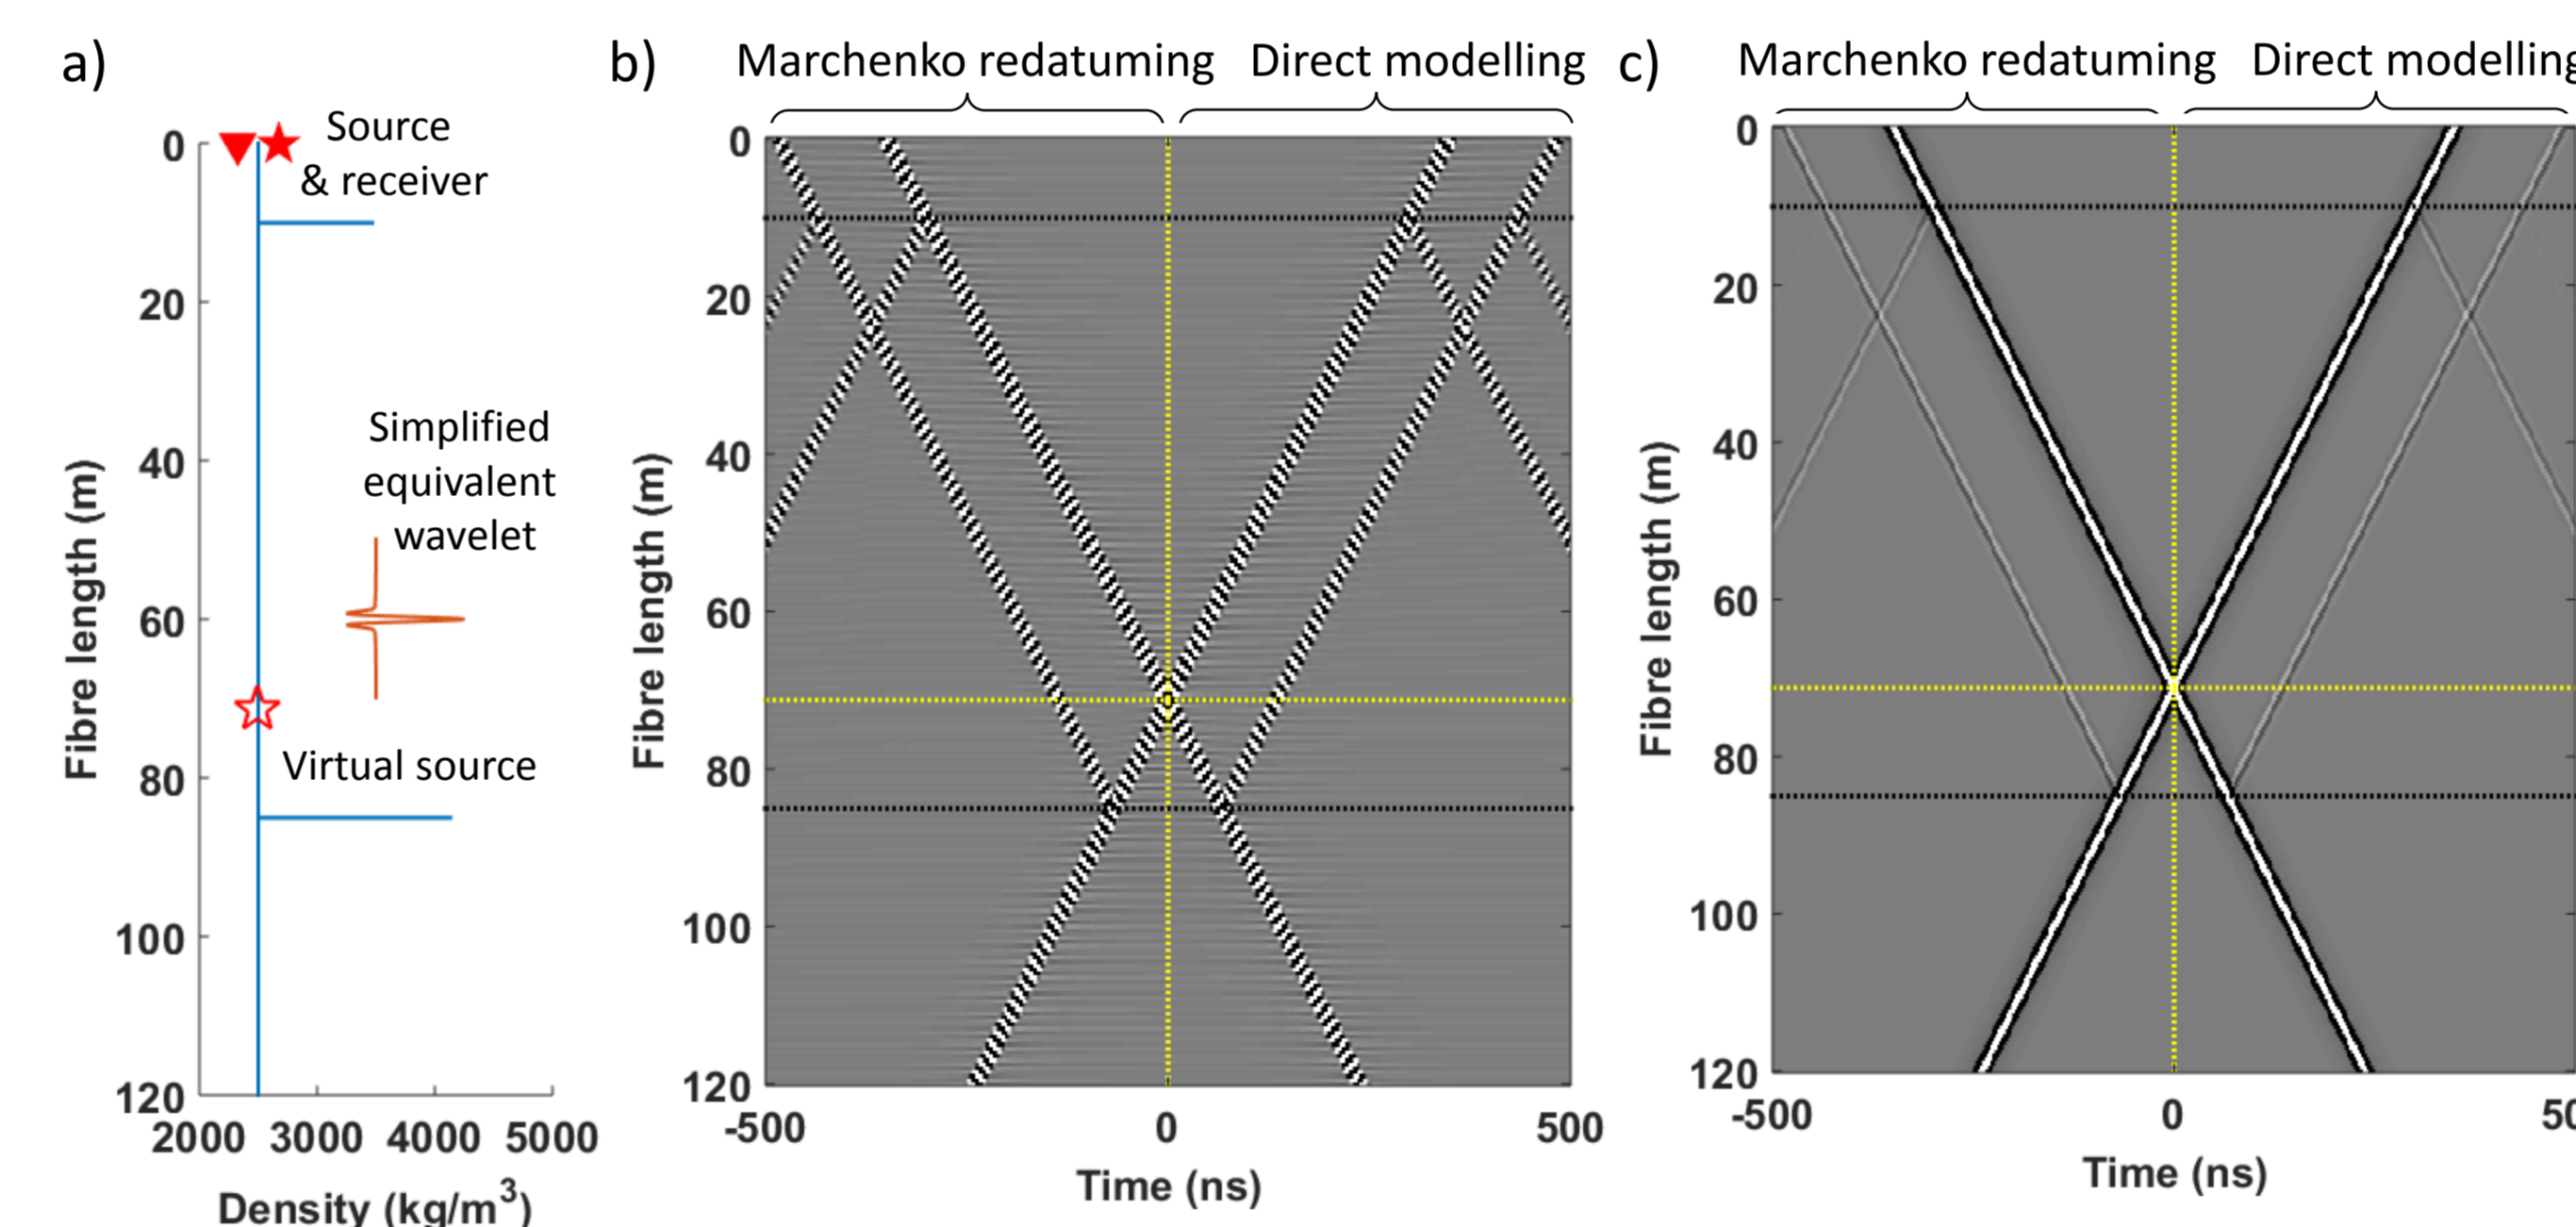 a)
Source
& receiver
0
20
40
60
80
100
120
Fibre length (m)
Simplified
equivalent
wavelet
Virtual source
2000 3000 4000 5000
Density (kg/m³)
b)
Marchenko redatuming Direct modelling
0
20
40
60
80
100
120
Fibre length (m)
-500 0 500
Time (ns)
c)
Marchenko redatuming Direct modelling
0
20
40
60
80
100
120
Fibre length (m)
-500 0 50
Time (ns)